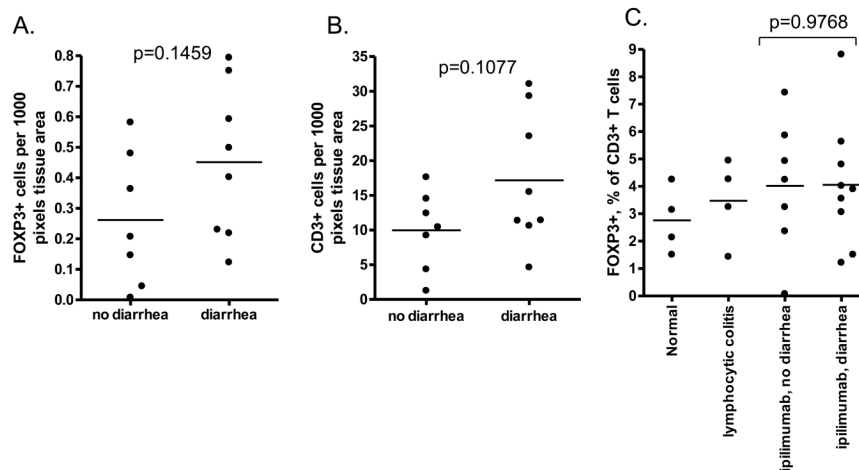 A.
p=0.1459
FOXP3+ cells per 1000
pixels tissue area
0.8
0.7
0.6
0.5
0.4
0.3
0.2
0.1
0.0
no diarrhea
diarrhea
B.
p=0.1077
CD3+ cells per 1000
pixels tissue area
35
30
25
20
15
10
5
0
no diarrhea
diarrhea
C.
p=0.9768
FOXP3+, % of CD3+ T cells
9
8
7
6
5
4
3
2
1
0
Normal
lymphocytic colitis
ipilimumab, no diarrhea
ipilimumab, diarrhea